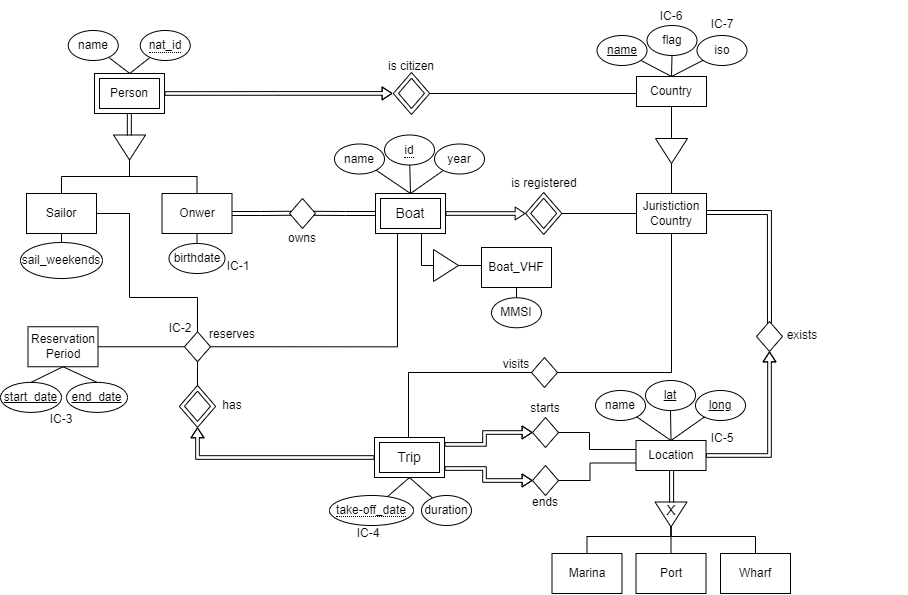 IC-6
IC-7
name
nat_id
name
flag
iso
is citizen
Person
Country
name
id
year
is registered
Sailor
Onwer
Boat
Juristiction
Country
owns
sail_weekends
birthdate
IC-1
Boat_VHF
MMSI
IC-2
reserves
Reservation
Period
exists
visits
start_date
end_date
IC-3
has
starts
name
lat
long
IC-5
Trip
Location
ends
take-off_date
duration
IC-4
X
Marina
Port
Wharf